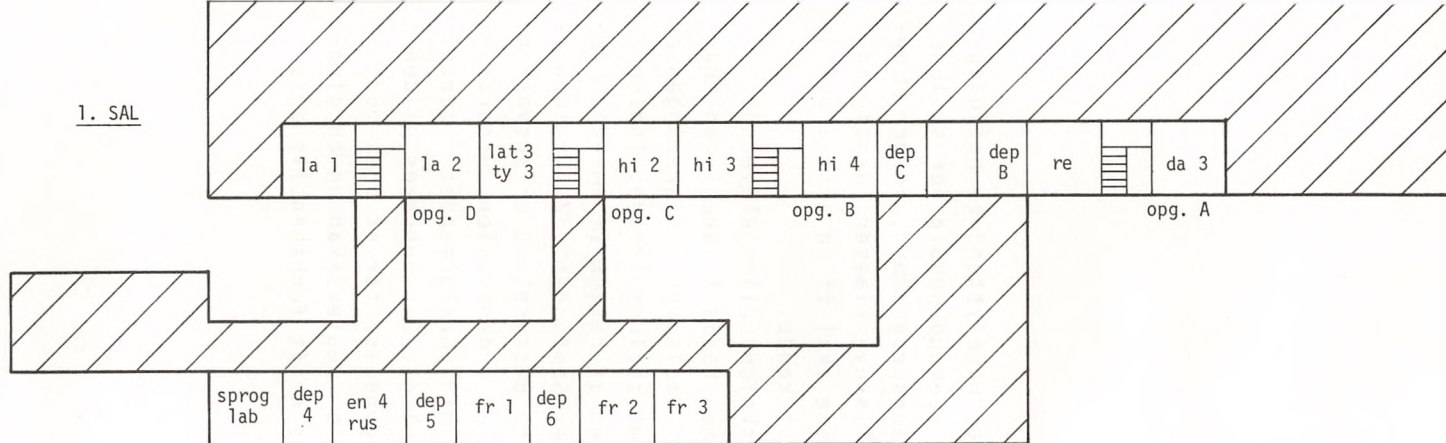 1. SAL
la 1
la 2
lat 3
ty 3
hi 2
hi 3
hi 4
dep
C
dep
B
re
da 3
opg. D
opg. C
opg. B
opg. A
sprog
lab
dep
4
en 4
rus
dep
5
fr 1
dep
6
fr 2
fr 3